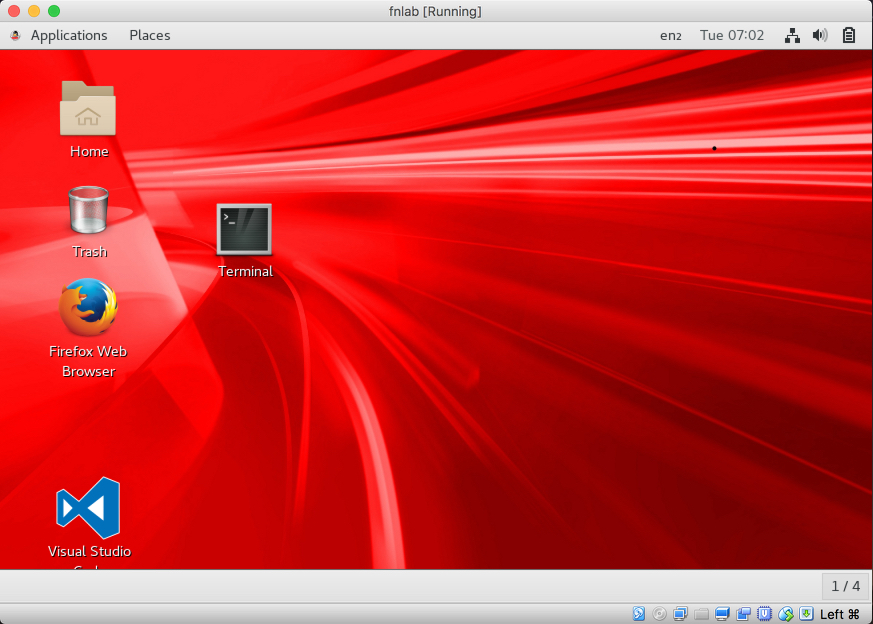 fnlab [Running]
Applications Places en2 Tue 07:02
Home
Trash
>_
Terminal
Firefox Web
Browser
Visual Studio
1 / 4
Left ⌘